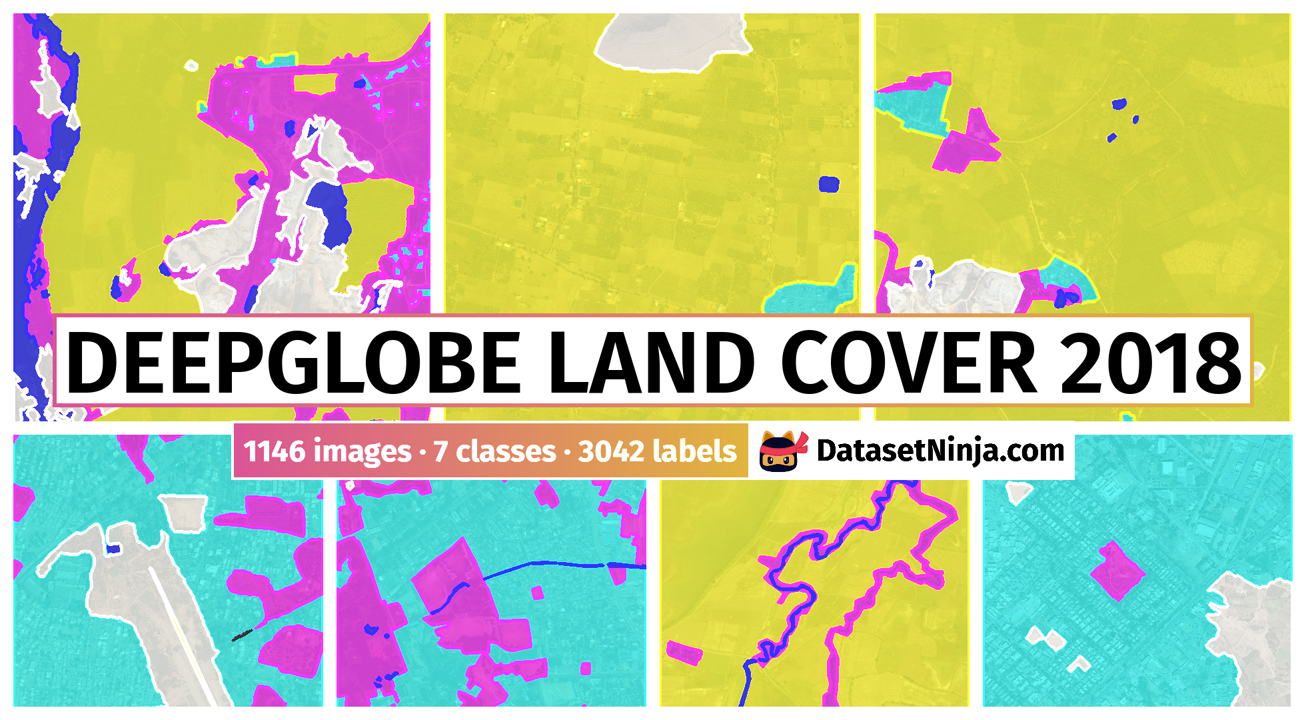 DEEPGLOBE LAND COVER 2018
1146 images · 7 classes · 3042 labels
DatasetNinja.com